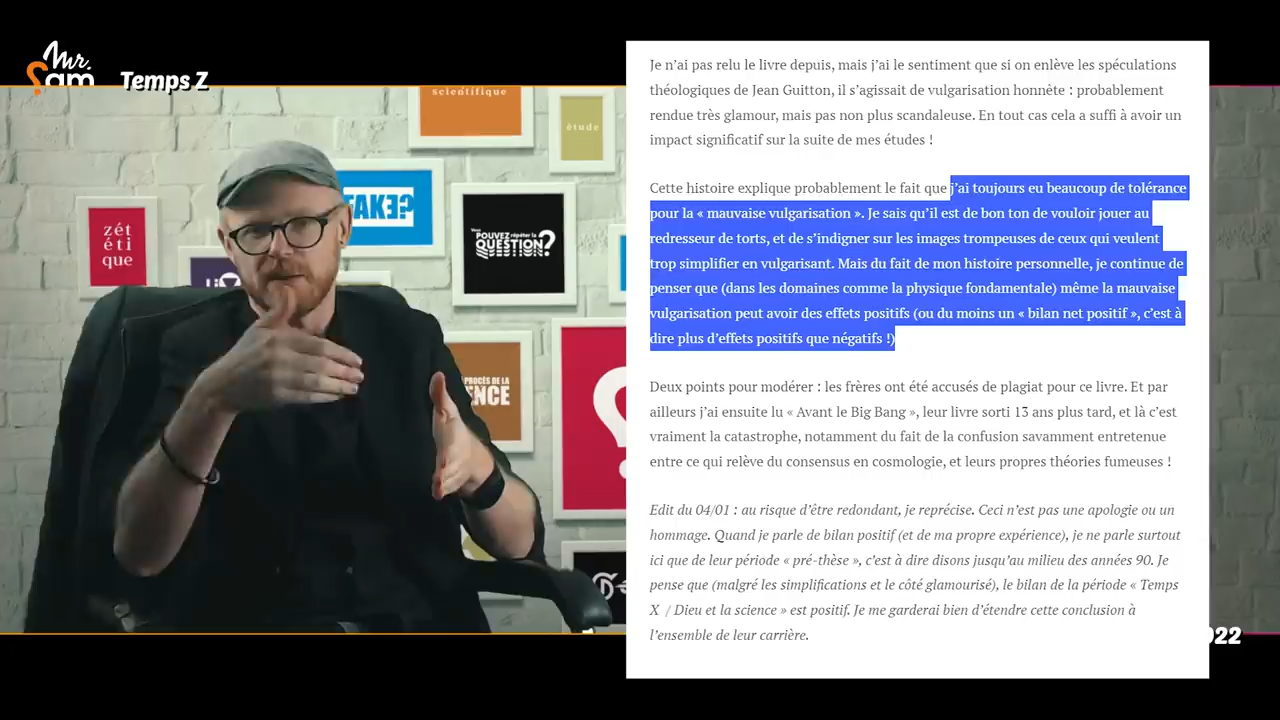 Mr.
Sam
Temps Z
scientifique
étude
zét
éti
que
FAKE?
Vous
POUVEZ répéter la
QUESTION?
PROCÈS DE LA
Je n’ai pas relu le livre depuis, mais j’ai le sentiment que si on enlève les spéculations
théologiques de Jean Guitton, il s’agissait de vulgarisation honnête : probablement
rendue très glamour, mais pas non plus scandaleuse. En tout cas cela a suffi à avoir un
impact significatif sur la suite de mes études !
Cette histoire explique probablement le fait que j’ai toujours eu beaucoup de tolérance
pour la « mauvaise vulgarisation ». Je sais qu’il est de bon ton de vouloir jouer au
redresseur de torts, et de s’indigner sur les images trompeuses de ceux qui veulent
trop simplifier en vulgarisant. Mais du fait de mon histoire personnelle, je continue de
penser que (dans les domaines comme la physique fondamentale) même la mauvaise
vulgarisation peut avoir des effets positifs (ou du moins un « bilan net positif », c’est à
dire plus d’effets positifs que négatifs !)
Deux points pour modérer : les frères ont été accusés de plagiat pour ce livre. Et par
ailleurs j’ai ensuite lu « Avant le Big Bang », leur livre sorti 13 ans plus tard, et là c’est
vraiment la catastrophe, notamment du fait de la confusion savamment entretenue
entre ce qui relève du consensus en cosmologie, et leurs propres théories fumeuses !
Edit du 04/01 : au risque d’être redondant, je reprécise. Ceci n’est pas une apologie ou un
hommage. Quand je parle de bilan positif (et de ma propre expérience), je ne parle surtout
ici que de leur période « pré-thèse », c’est à dire disons jusqu’au milieu des années 90. Je
pense que (malgré les simplifications et le côté glamourisé), le bilan de la période « Temps
X / Dieu et la science » est positif. Je me garderai bien d’étendre cette conclusion à
l’ensemble de leur carrière.
022